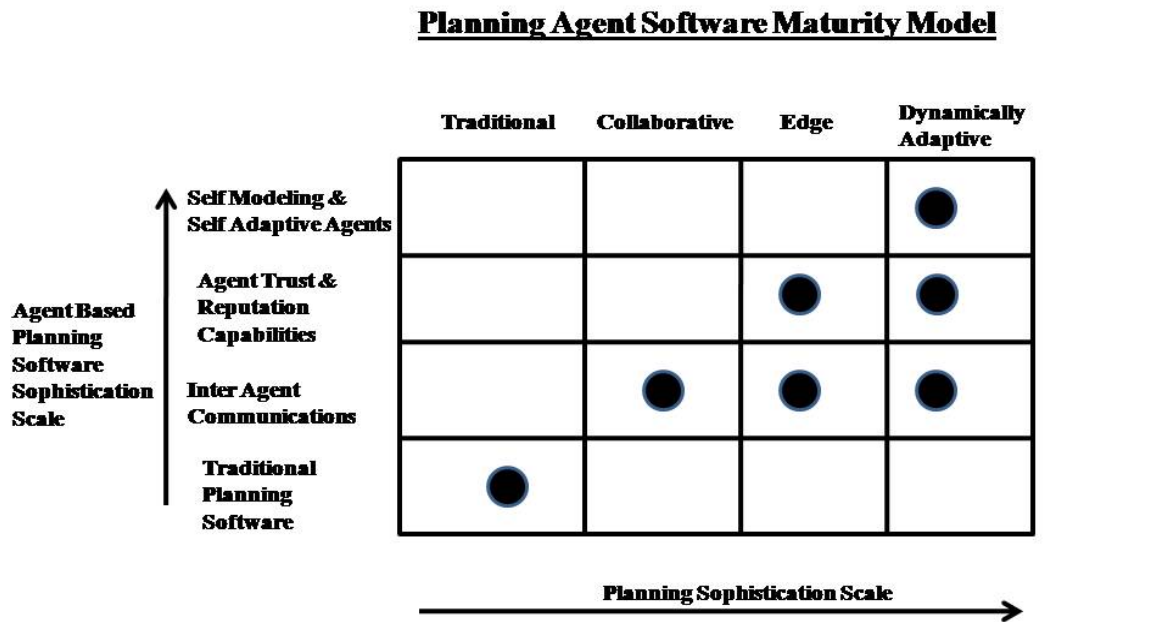 Planning Agent Software Maturity Model
Traditional
Collaborative
Edge
Dynamically
Adaptive
Self Modeling &
Self Adaptive Agents
Agent Trust &
Reputation
Capabilities
Agent Based
Planning
Software
Sophistication
Scale
Inter Agent
Communications
Traditional
Planning
Software
Planning Sophistication Scale